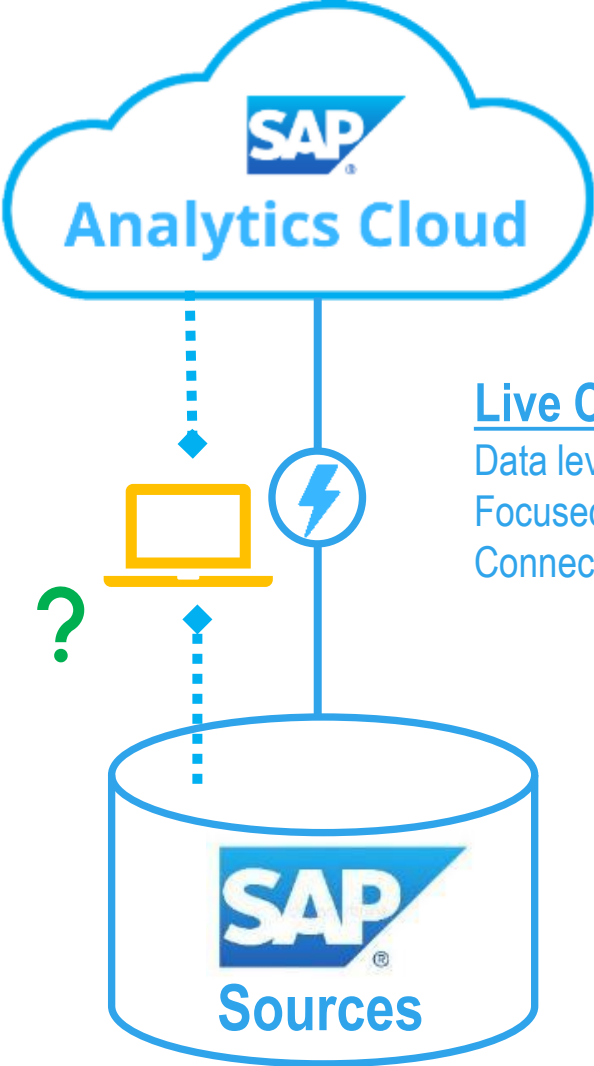 SAP
®
Analytics Cloud
Live C
Data lev
Focused
Connec
?
SAP
®
Sources